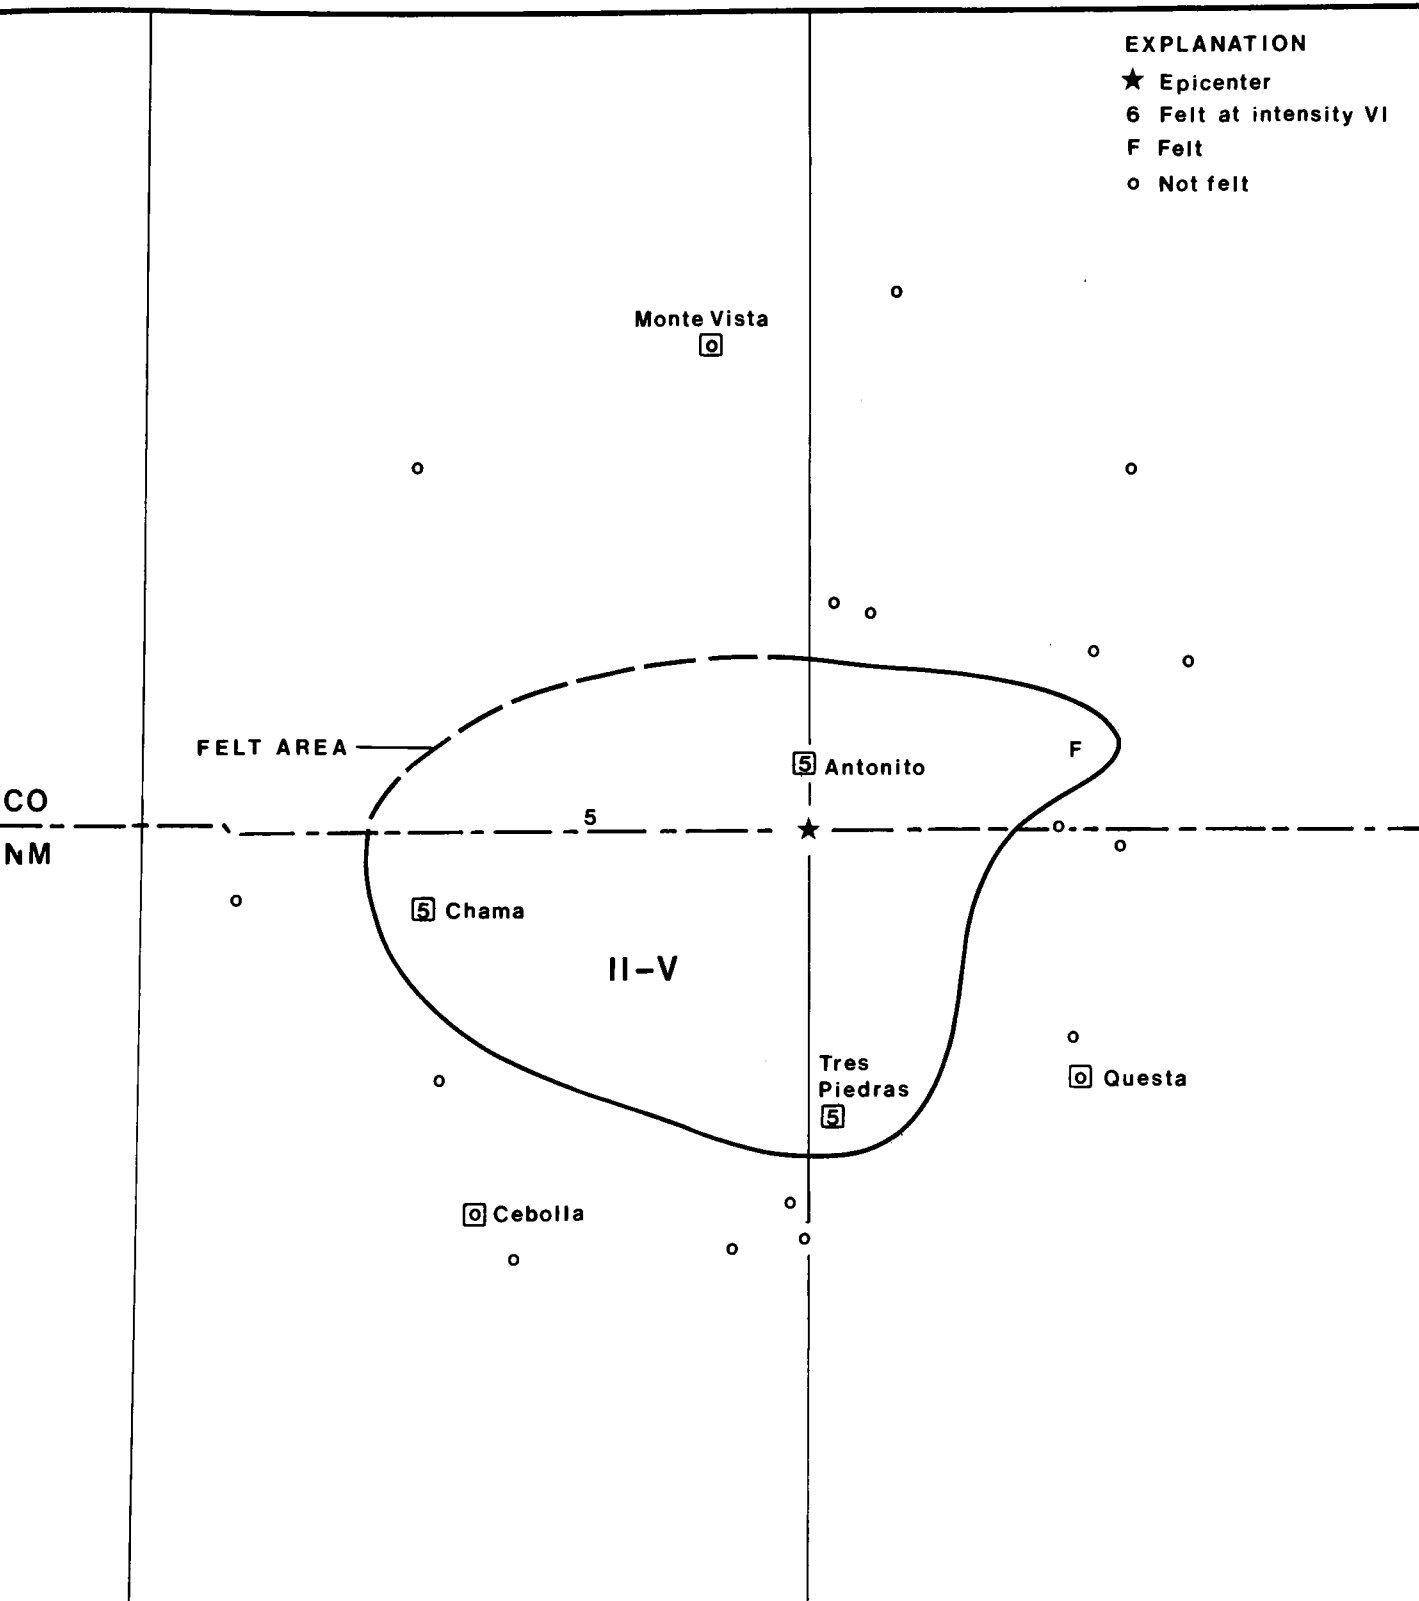 EXPLANATION
★ Epicenter
6 Felt at intensity VI
F Felt
o Not felt
Monte Vista
FELT AREA
F
5 Antonito
CO
5
NM
5 Chama
II–V
Tres
Piedras
5
Questa
Cebolla